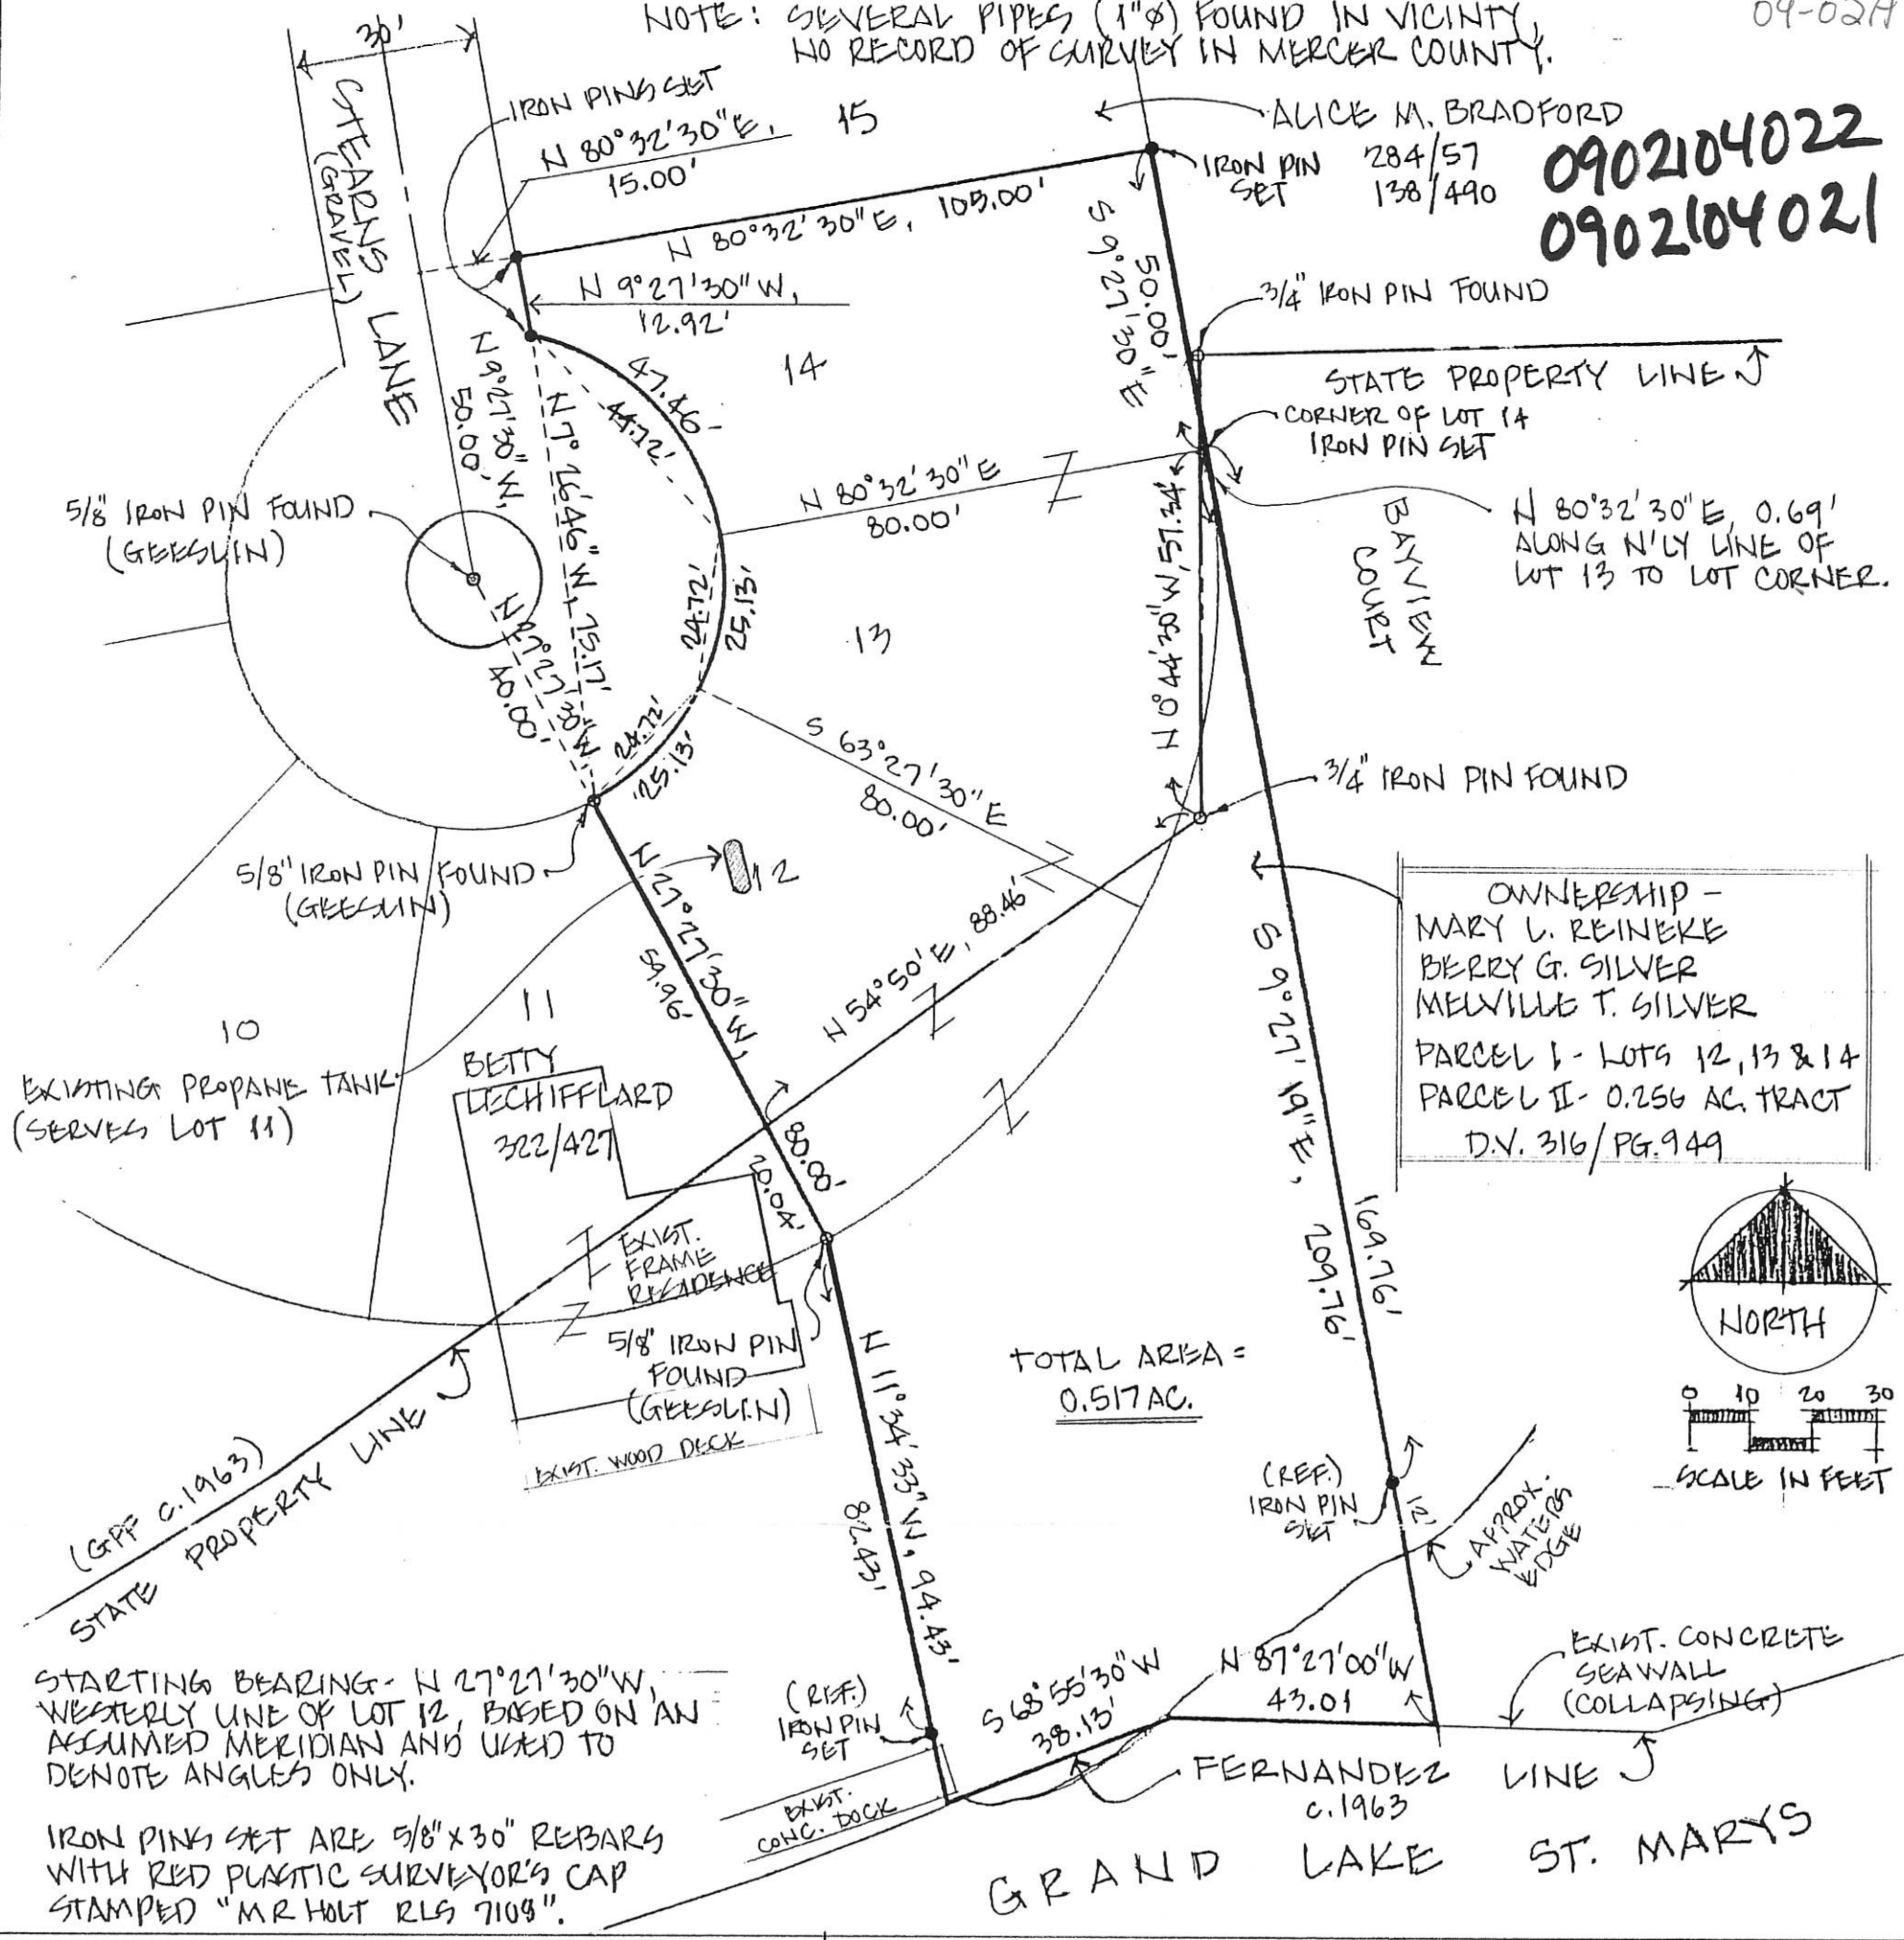 NOTE: SEVERAL PIPES (1"Ø) FOUND IN VICINTY,
NO RECORD OF SURVEY IN MERCER COUNTY.
09-02A
30'
STEARNS LANE
(GRAVEL)
IRON PINS SET
N 80°32'30"E,
15.00'
15
ALICE M. BRADFORD
284/57
138/490
IRON PIN
SET
0902104022
0902104021
N 80°32'30"E, 105.00'
N 9°27'30"W,
12.92'
S 9°27'30"E
50.00'
3/4" IRON PIN FOUND
STATE PROPERTY LINE
CORNER OF LOT 14
IRON PIN SET
14
47.46'
44.72'
N 9°27'30"W,
50.00'
N 7°26'46"W, 75.17'
5/8" IRON PIN FOUND
(GEESLIN)
N 80°32'30"E
80.00'
N 80°32'30"E, 0.69'
ALONG N'LY LINE OF
LOT 13 TO LOT CORNER.
BAYVIEW
COURT
N 0°44'30"W, 57.34'
13
24.72'
25.13'
N 27°27'30"W,
40.00'
24.72'
25.13'
S 63°27'30"E
80.00'
3/4" IRON PIN FOUND
5/8" IRON PIN FOUND
(GEESLIN)
12
N 27°27'30"W,
59.96'
80.00'
20.04'
N 54°50'E, 88.46'
S 9°27'19"E, 209.76'
169.76'
OWNERSHIP -
MARY L. REINEKE
BERRY G. SILVER
MELVILLE T. SILVER
PARCEL I - LOTS 12, 13 & 14
PARCEL II - 0.256 AC. TRACT
D.V. 316/PG.949
10
11
BETTY
LECHIFFLARD
322/427
EXISTING PROPANE TANK
(SERVES LOT 11)
EXIST.
FRAME
RESIDENCE
5/8" IRON PIN
FOUND
(GEESLIN)
EXIST. WOOD DECK
N 11°34'33"W, 94.43'
82.43'
TOTAL AREA =
0.517 AC.
NORTH
0 10 20 30
SCALE IN FEET
(GPF c.1963)
STATE PROPERTY LINE
(REF.)
IRON PIN
SET
12'
APPROX.
WATERS
EDGE
STARTING BEARING - N 27°27'30"W,
WESTERLY LINE OF LOT 12, BASED ON AN
ASSUMED MERIDIAN AND USED TO
DENOTE ANGLES ONLY.
(REF.)
IRON PIN
SET
S 68°55'30"W
38.13'
N 87°27'00"W
43.01
EXIST. CONCRETE
SEAWALL
(COLLAPSING)
EXIST.
CONC. DOCK
FERNANDEZ LINE
c.1963
IRON PINS SET ARE 5/8" X 30" REBARS
WITH RED PLASTIC SURVEYOR'S CAP
STAMPED "MR HOLT RLS 7109".
GRAND LAKE ST. MARYS